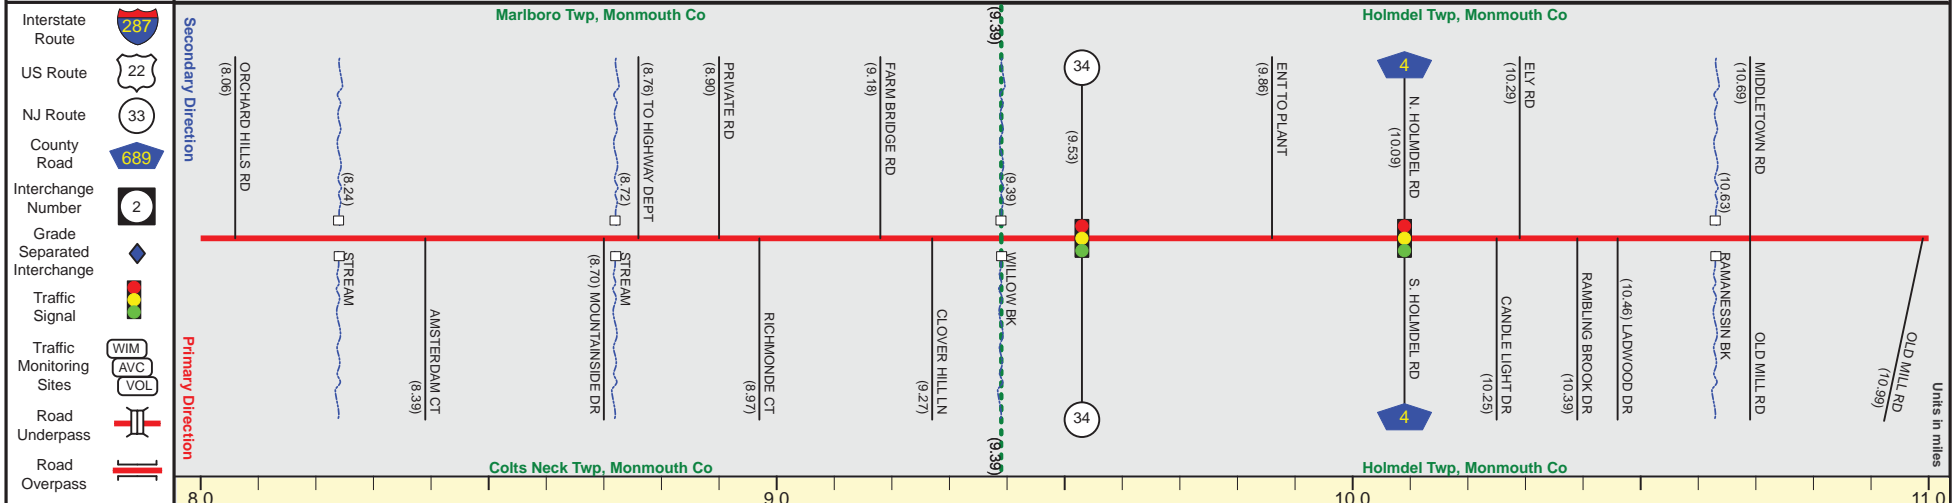 Interstate
Route
287
US Route
22
NJ Route
33
County
Road
689
Interchange
Number
2
Grade
Separated
Interchange
Traffic
Signal
Traffic
Monitoring
Sites
WIM
AVC
VOL
Road
Underpass
Road
Overpass
Secondary Direction
Primary Direction
Marlboro Twp, Monmouth Co
(9.39)
Holmdel Twp, Monmouth Co
ORCHARD HILLS RD
(8.06)
(8.24)
(8.72)
(8.76) TO HIGHWAY DEPT
PRIVATE RD
(8.90)
FARM BRIDGE RD
(9.18)
(9.39)
34
(9.53)
ENT TO PLANT
(9.86)
4
N. HOLMDEL RD
(10.09)
ELY RD
(10.29)
(10.63)
MIDDLETOWN RD
(10.69)
STREAM
AMSTERDAM CT
(8.39)
(8.70) MOUNTAINSIDE DR
STREAM
RICHMONDE CT
(8.97)
CLOVER HILL LN
(9.27)
WILLOW BK
34
S. HOLMDEL RD
4
CANDLE LIGHT DR
(10.25)
RAMBLING BROOK DR
(10.39)
(10.46) LADWOOD DR
RAMANESSIN BK
OLD MILL RD
OLD MILL RD
(10.99)
Units in miles
Colts Neck Twp, Monmouth Co
(9.39)
Holmdel Twp, Monmouth Co
8.0
9.0
10.0
11.0